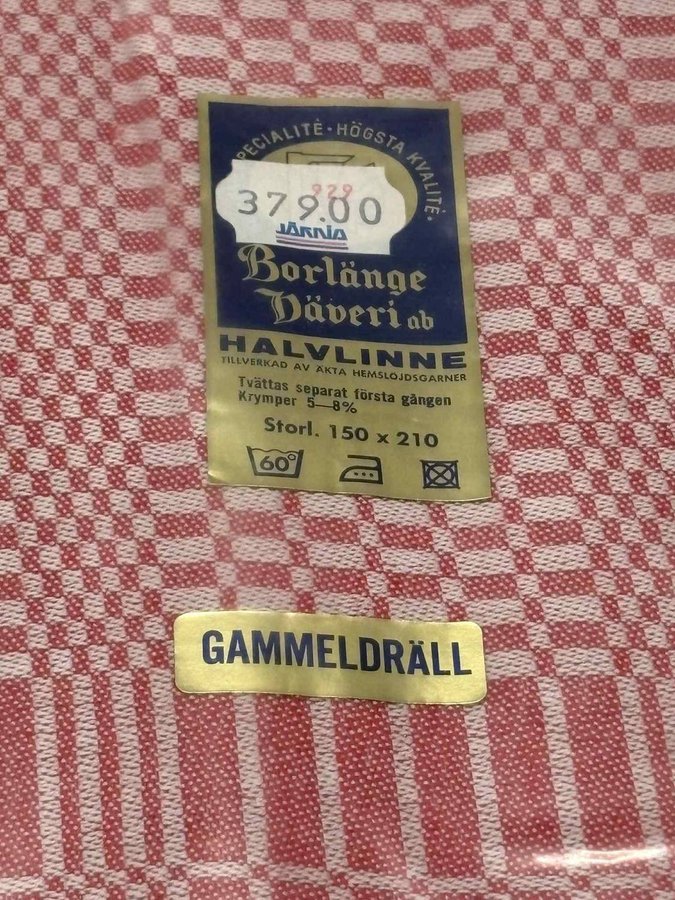 SPECIALITÉ · HÖGSTA KVALITÉ ·
929
379.00
JÄRNIA
Borlänge
Väveri ab
HALVLINNE
TILLVERKAD AV ÄKTA HEMSLÖJDSGARNER
Tvättas separat första gången
Krymper 5—8%
Storl. 150 x 210
60°
GAMMELDRÄLL